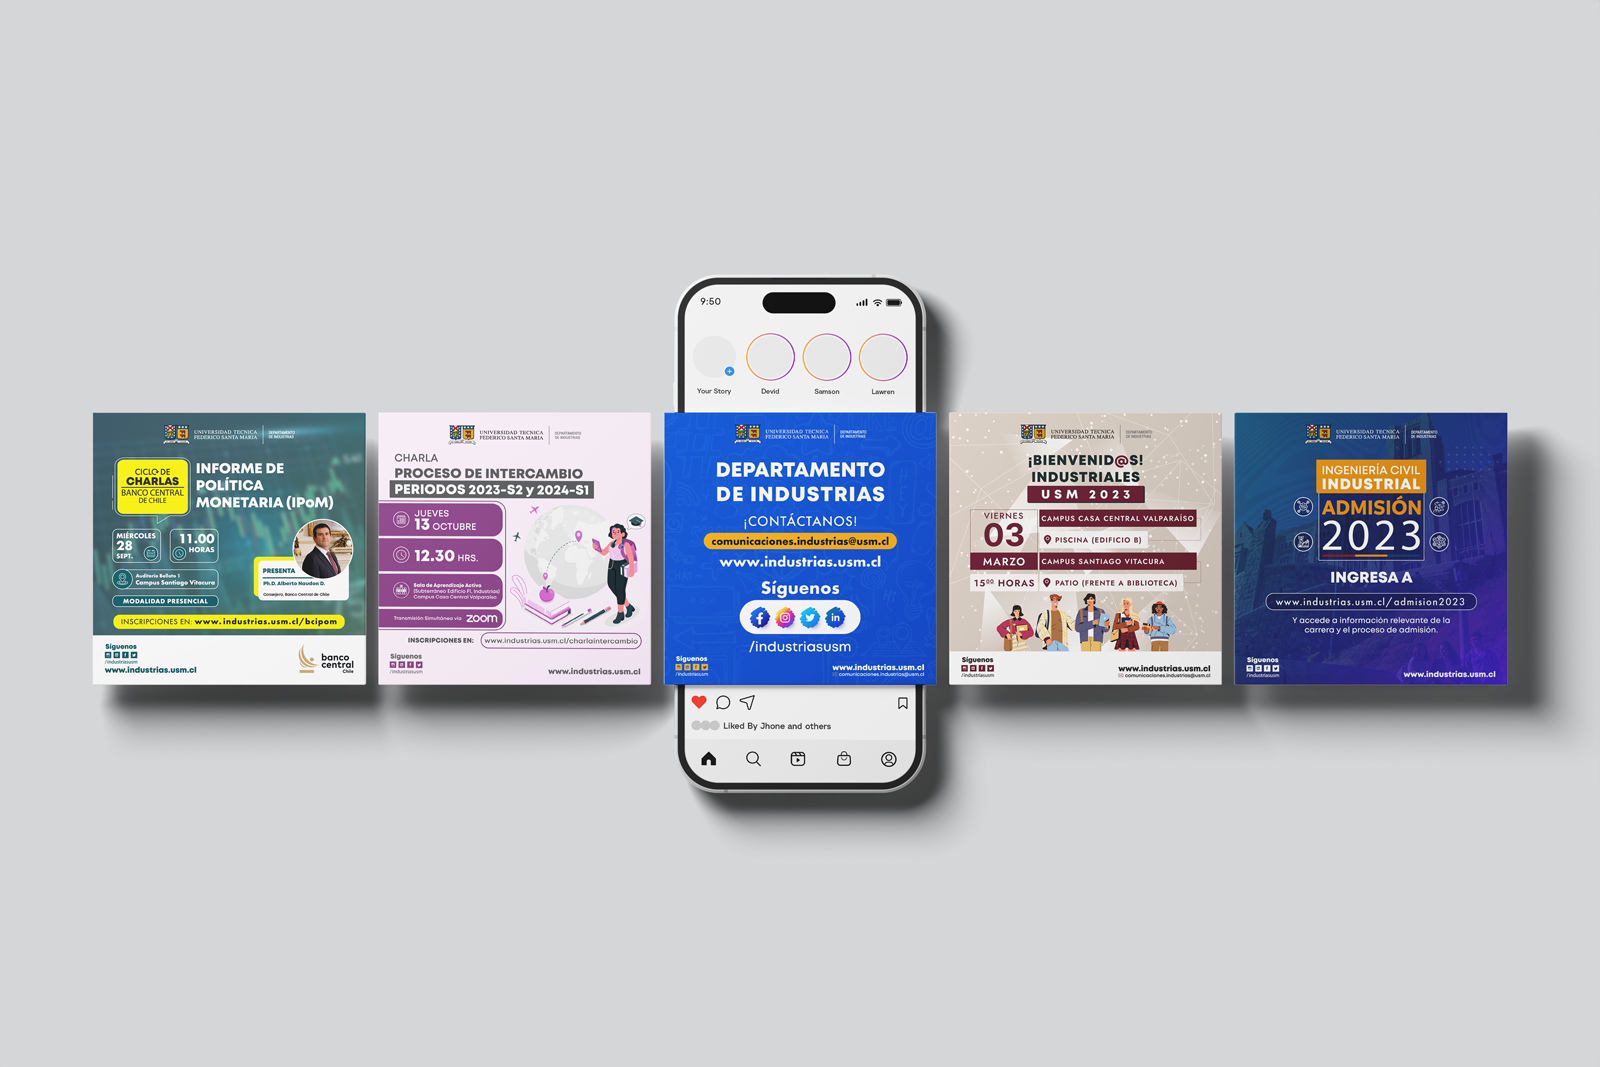 9:50
Your Story
Devid
Samson
Lawren
UNIVERSIDAD TECNICA
FEDERICO SANTA MARIA
DEPARTAMENTO
DE INDUSTRIAS
CICLO DE
CHARLAS
BANCO CENTRAL
DE CHILE
INFORME DE
POLÍTICA
MONETARIA (IPoM)
MIÉRCOLES
28
SEPT.
11.00
HORAS
Auditorio Bellato 1
Campus Santiago Vitacura
MODALIDAD PRESENCIAL
PRESENTA
Ph.D. Alberto Naudon D.
Consejero, Banco Central de Chile
INSCRIPCIONES EN: www.industrias.usm.cl/bcipom
Síguenos
/industriasusm
www.industrias.usm.cl
banco
central
Chile
UNIVERSIDAD TECNICA
FEDERICO SANTA MARIA
DEPARTAMENTO
DE INDUSTRIAS
CHARLA
PROCESO DE INTERCAMBIO
PERIODOS 2023-S2 y 2024-S1
JUEVES
13 OCTUBRE
12.30 HRS.
Sala de Aprendizaje Activo
(Subterráneo Edificio F1, Industrias)
Campus Casa Central Valparaíso
Transmisión Simultánea vía zoom
INSCRIPCIONES EN: www.industrias.usm.cl/charlaintercambio
Síguenos
/industriasusm
www.industrias.usm.cl
UNIVERSIDAD TECNICA
FEDERICO SANTA MARIA
DEPARTAMENTO
DE INDUSTRIAS
DEPARTAMENTO
DE INDUSTRIAS
¡CONTÁCTANOS!
comunicaciones.industrias@usm.cl
www.industrias.usm.cl
Síguenos
/industriasusm
Síguenos
/industriasusm
www.industrias.usm.cl
comunicaciones.industrias@usm.cl
UNIVERSIDAD TECNICA
FEDERICO SANTA MARIA
DEPARTAMENTO
DE INDUSTRIAS
¡BIENVENID@S!
INDUSTRIALES
USM 2023
VIERNES
03
MARZO
15⁰⁰ HORAS
CAMPUS CASA CENTRAL VALPARAÍSO
PISCINA (EDIFICIO B)
CAMPUS SANTIAGO VITACURA
PATIO (FRENTE A BIBLIOTECA)
Síguenos
/industriasusm
www.industrias.usm.cl
comunicaciones.industrias@usm.cl
UNIVERSIDAD TECNICA
FEDERICO SANTA MARIA
DEPARTAMENTO
DE INDUSTRIAS
INGENIERÍA CIVIL
INDUSTRIAL
ADMISIÓN
2023
INGRESA A
www.industrias.usm.cl/admision2023
Y accede a información relevante de la
carrera y el proceso de admisión.
Síguenos
/industriasusm
www.industrias.usm.cl
Liked By Jhone and others